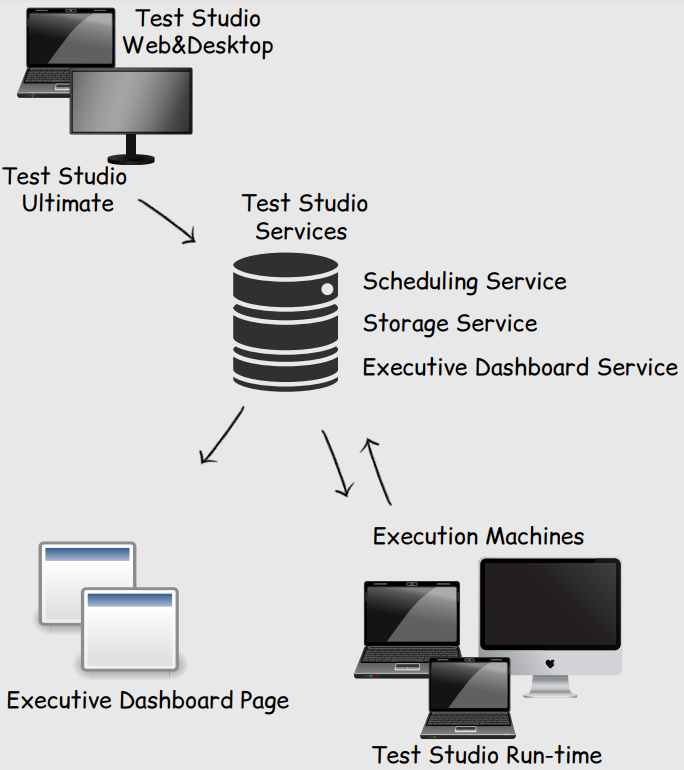 Test Studio
Web&Desktop
Test Studio
Ultimate
Test Studio
Services
Scheduling Service
Storage Service
Executive Dashboard Service
Execution Machines
Executive Dashboard Page
Test Studio Run-time